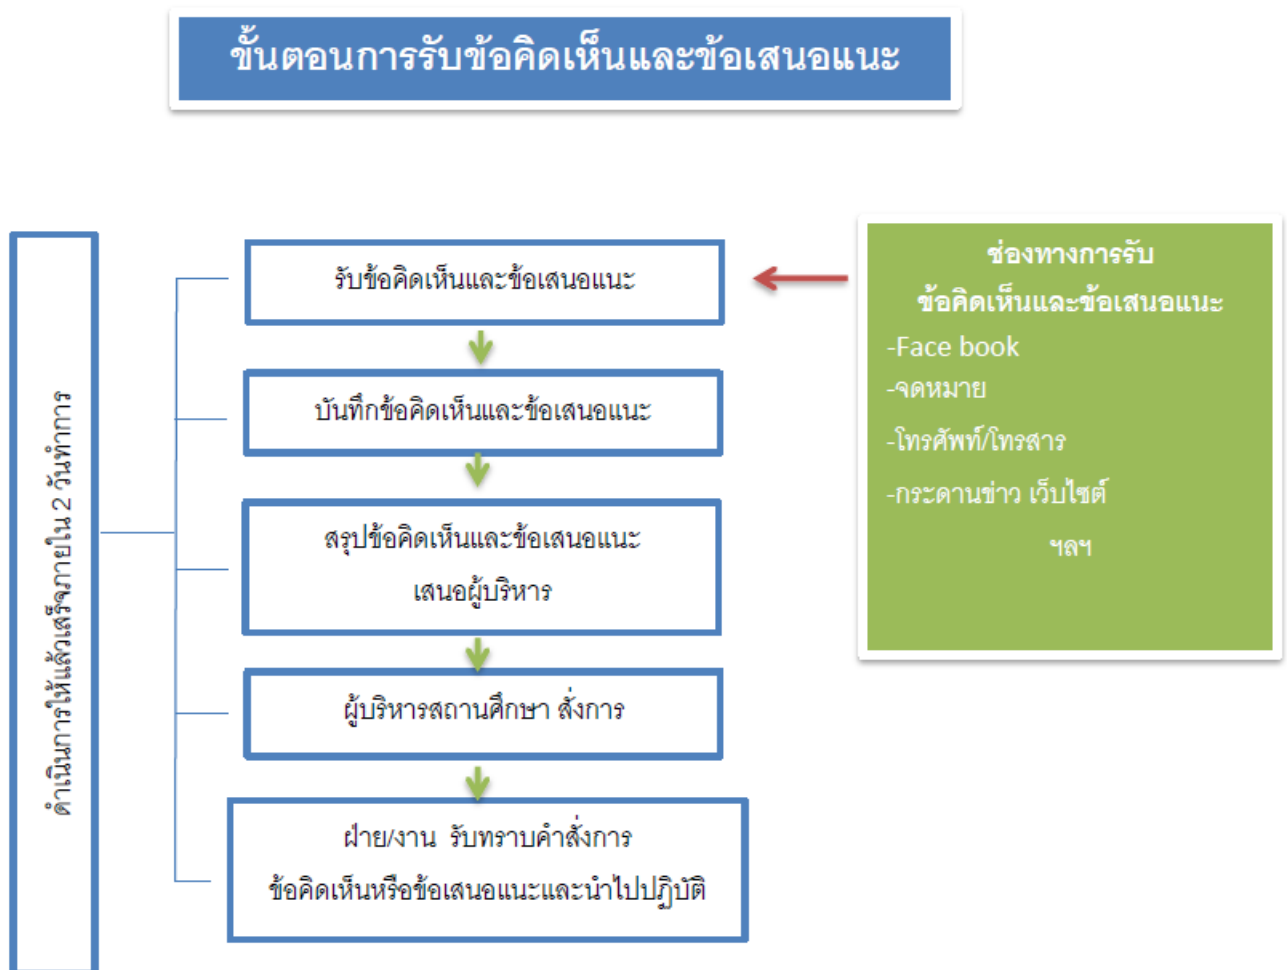 ขั้นตอนการรับข้อคิดเห็นและข้อเสนอแนะ
ดำเนินการให้แล้วเสร็จภายใน 2 วันทำการ
รับข้อคิดเห็นและข้อเสนอแนะ
บันทึกข้อคิดเห็นและข้อเสนอแนะ
สรุปข้อคิดเห็นและข้อเสนอแนะ
เสนอผู้บริหาร
ผู้บริหารสถานศึกษา สั่งการ
ฝ่าย/งาน รับทราบคำสั่งการ
ข้อคิดเห็นหรือข้อเสนอแนะและนำไปปฏิบัติ
ช่องทางการรับ
ข้อคิดเห็นและข้อเสนอแนะ
-Face book
-จดหมาย
-โทรศัพท์/โทรสาร
-กระดานข่าว เว็บไซต์
ฯลฯ